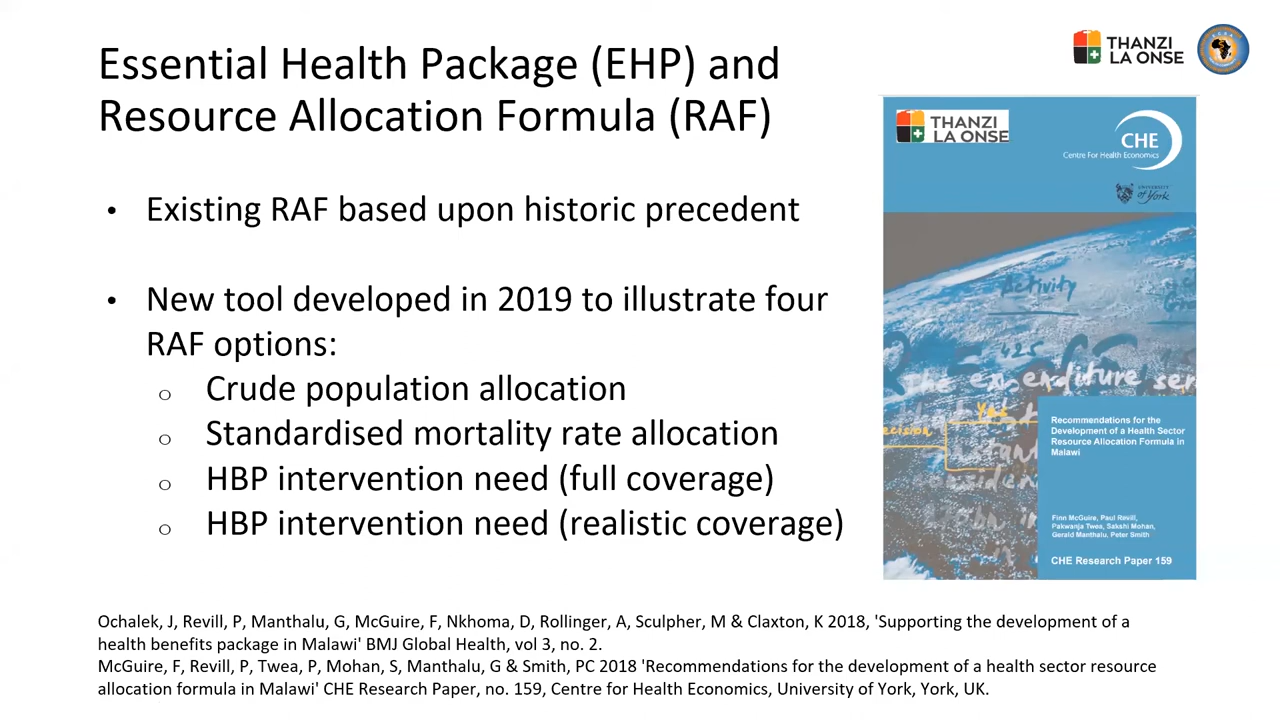 Essential Health Package (EHP) and
Resource Allocation Formula (RAF)
THANZI
LA ONSE
• Existing RAF based upon historic precedent
• New tool developed in 2019 to illustrate four
RAF options:
o Crude population allocation
o Standardised mortality rate allocation
o HBP intervention need (full coverage)
o HBP intervention need (realistic coverage)
THANZI
LA ONSE
CHE
Centre For Health Economics
UNIVERSITY
of York
Activity
425
The expenditure
Yes
Recommendations for the
Development of a Health Sector
Resource Allocation Formula in
Malawi
Finn McGuire, Paul Revill,
Pakwanja Twea, Sakshi Mohan,
Gerald Manthalu, Peter Smith
CHE Research Paper 159
Ochalek, J, Revill, P, Manthalu, G, McGuire, F, Nkhoma, D, Rollinger, A, Sculpher, M & Claxton, K 2018, 'Supporting the development of a
health benefits package in Malawi' BMJ Global Health, vol 3, no. 2.
McGuire, F, Revill, P, Twea, P, Mohan, S, Manthalu, G & Smith, PC 2018 'Recommendations for the development of a health sector resource
allocation formula in Malawi' CHE Research Paper, no. 159, Centre for Health Economics, University of York, York, UK.